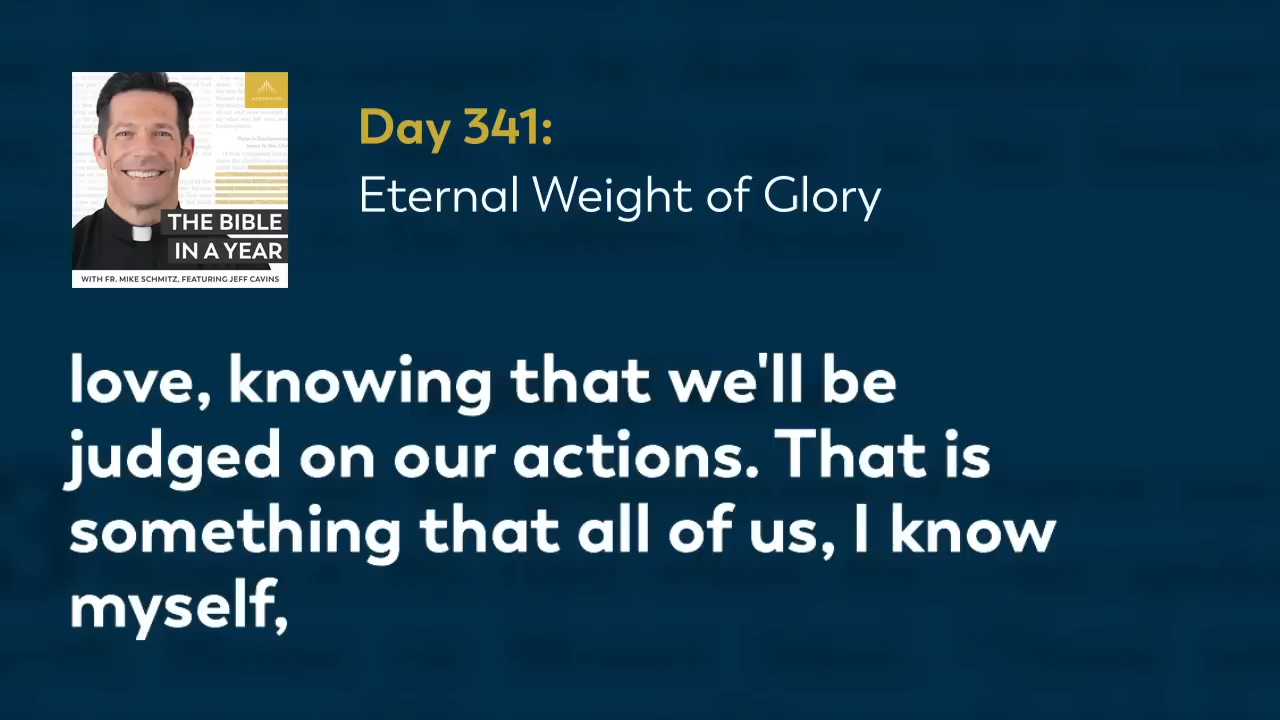 THE BIBLE
IN A YEAR
WITH FR. MIKE SCHMITZ, FEATURING JEFF CAVINS
Day 341:
Eternal Weight of Glory
love, knowing that we'll be
judged on our actions. That is
something that all of us, I know
myself,